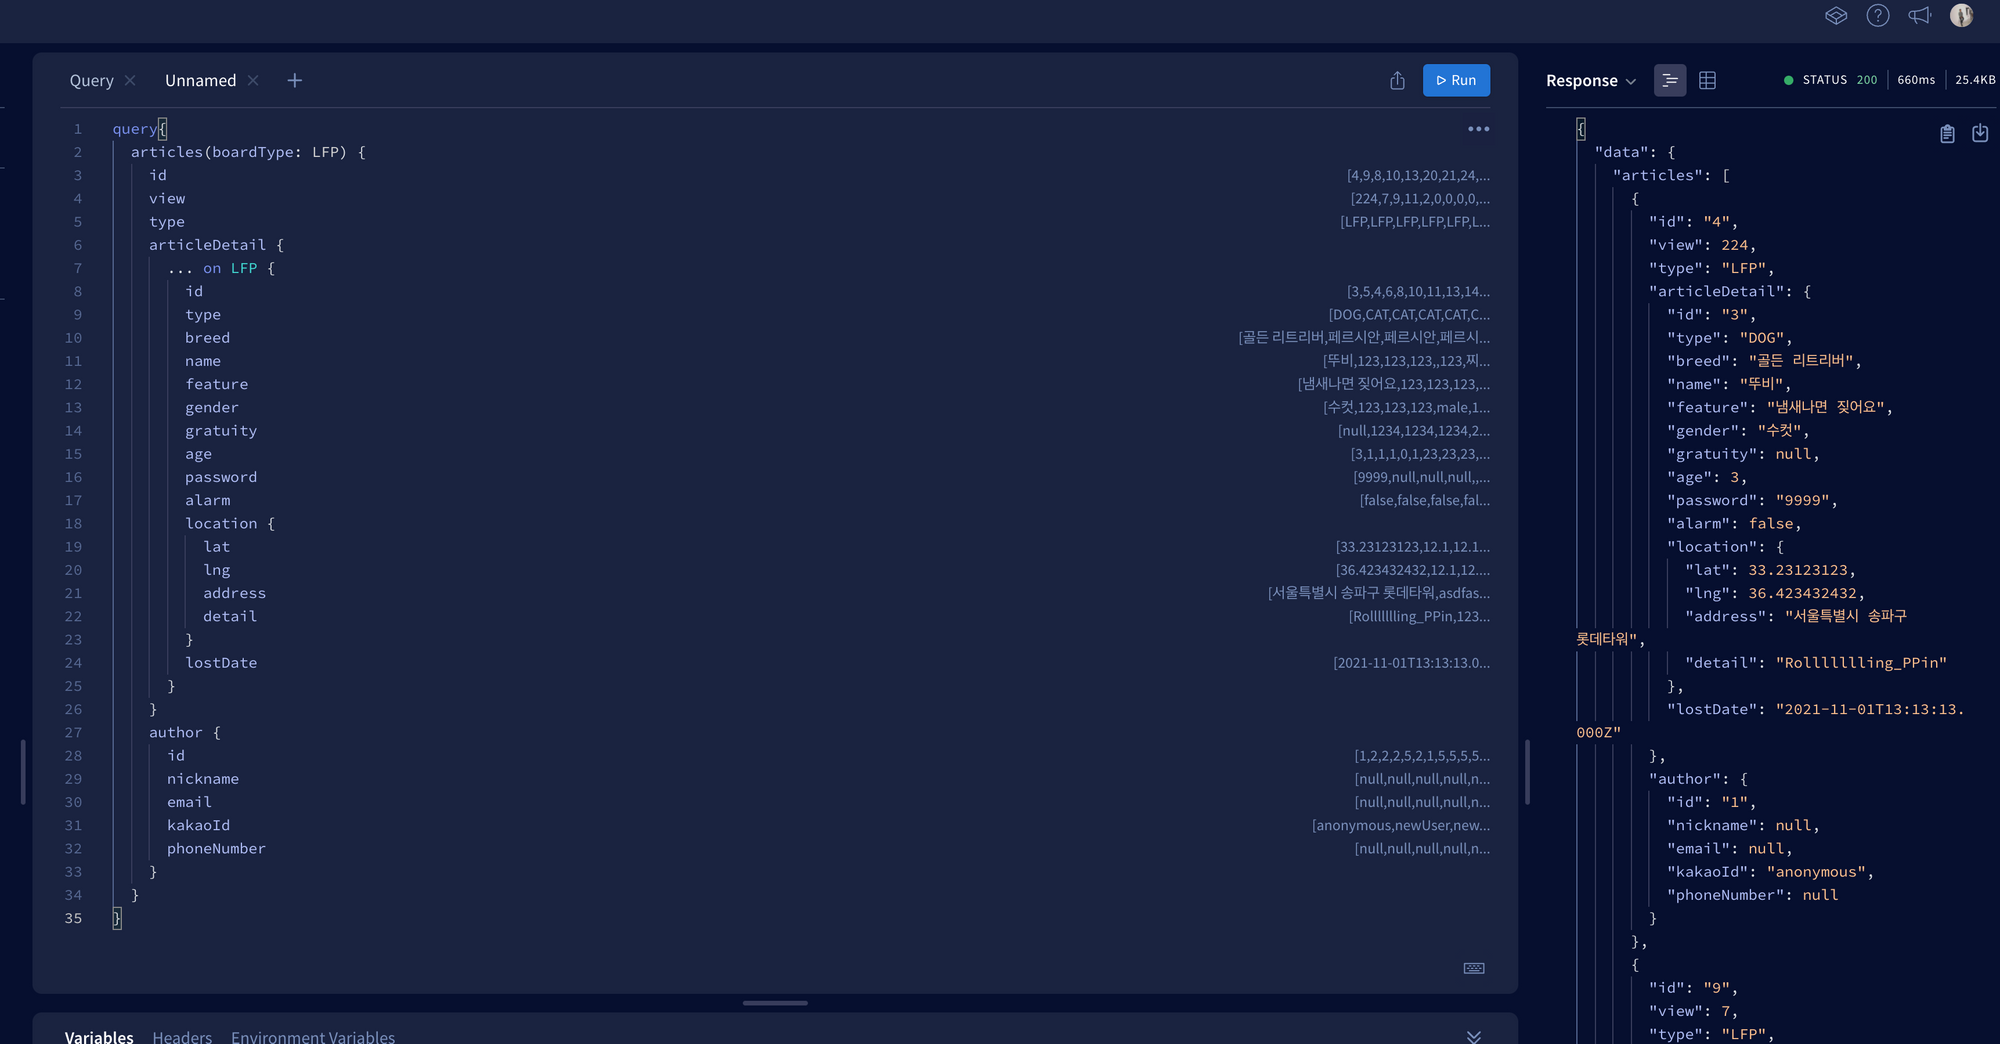 Query
Unnamed
Run
1 query{
2 articles(boardType: LFP) {
3 id [4,9,8,10,13,20,21,24,...
4 view [224,7,9,11,2,0,0,0,0,...
5 type [LFP,LFP,LFP,LFP,LFP,L...
6 articleDetail {
7 ... on LFP {
8 id [3,5,4,6,8,10,11,13,14...
9 type [DOG,CAT,CAT,CAT,CAT,C...
10 breed [골든 리트리버,페르시안,페르시안,페르시...
11 name [뚜비,123,123,123,,123,찌...
12 feature [냄새나면 짖어요,123,123,123,...
13 gender [수컷,123,123,123,male,1...
14 gratuity [null,1234,1234,1234,2...
15 age [3,1,1,1,0,1,23,23,23,...
16 password [9999,null,null,null,,...
17 alarm [false,false,false,fal...
18 location {
19 lat [33.23123123,12.1,12.1...
20 lng [36.423432432,12.1,12....
21 address [서울특별시 송파구 롯데타워,asdfas...
22 detail [Rollllllling_PPin,123...
23 }
24 lostDate [2021-11-01T13:13:13.0...
25 }
26 }
27 author {
28 id [1,2,2,2,5,2,1,5,5,5,5...
29 nickname [null,null,null,null,n...
30 email [null,null,null,null,n...
31 kakaoId [anonymous,newUser,new...
32 phoneNumber [null,null,null,null,n...
33 }
34 }
35 }
Variables Headers Environment Variables
Response STATUS 200 660ms 25.4KB
{
"data": {
"articles": [
{
"id": "4",
"view": 224,
"type": "LFP",
"articleDetail": {
"id": "3",
"type": "DOG",
"breed": "골든 리트리버",
"name": "뚜비",
"feature": "냄새나면 짖어요",
"gender": "수컷",
"gratuity": null,
"age": 3,
"password": "9999",
"alarm": false,
"location": {
"lat": 33.23123123,
"lng": 36.423432432,
"address": "서울특별시 송파구
롯데타워",
"detail": "Rollllllling_PPin"
},
"lostDate": "2021-11-01T13:13:13.
000Z"
},
"author": {
"id": "1",
"nickname": null,
"email": null,
"kakaoId": "anonymous",
"phoneNumber": null
}
},
{
"id": "9",
"view": 7,
"type": "LFP",